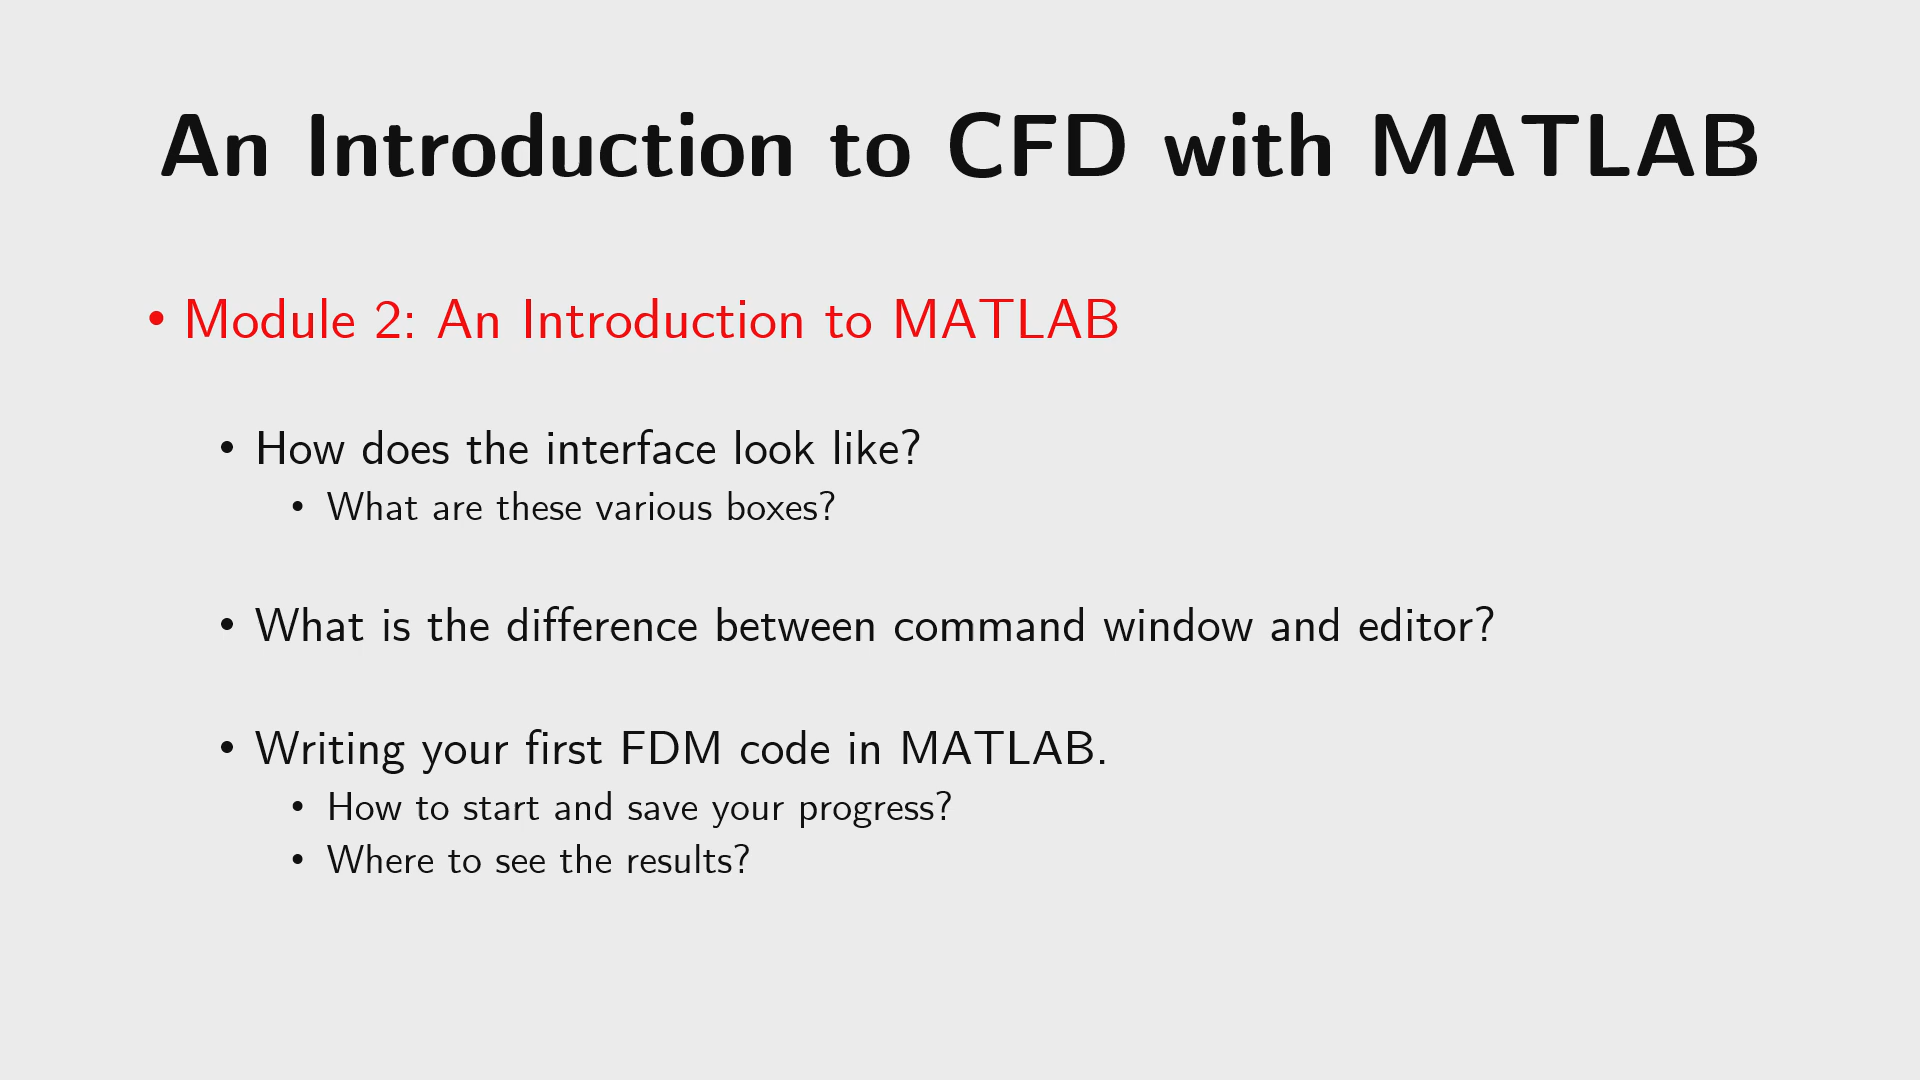 An Introduction to CFD with MATLAB
• Module 2: An Introduction to MATLAB
• How does the interface look like?
• What are these various boxes?
• What is the difference between command window and editor?
• Writing your first FDM code in MATLAB.
• How to start and save your progress?
• Where to see the results?